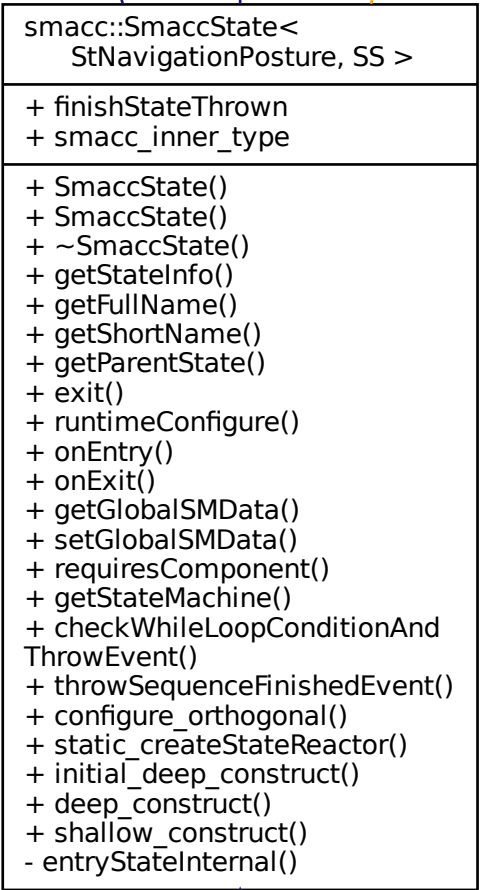 smacc::SmaccState<
StNavigationPosture, SS >
+ finishStateThrown
+ smacc_inner_type
+ SmaccState()
+ SmaccState()
+ ~SmaccState()
+ getStateInfo()
+ getFullName()
+ getShortName()
+ getParentState()
+ exit()
+ runtimeConfigure()
+ onEntry()
+ onExit()
+ getGlobalSMData()
+ setGlobalSMData()
+ requiresComponent()
+ getStateMachine()
+ checkWhileLoopConditionAnd
ThrowEvent()
+ throwSequenceFinishedEvent()
+ configure_orthogonal()
+ static_createStateReactor()
+ initial_deep_construct()
+ deep_construct()
+ shallow_construct()
- entryStateInternal()